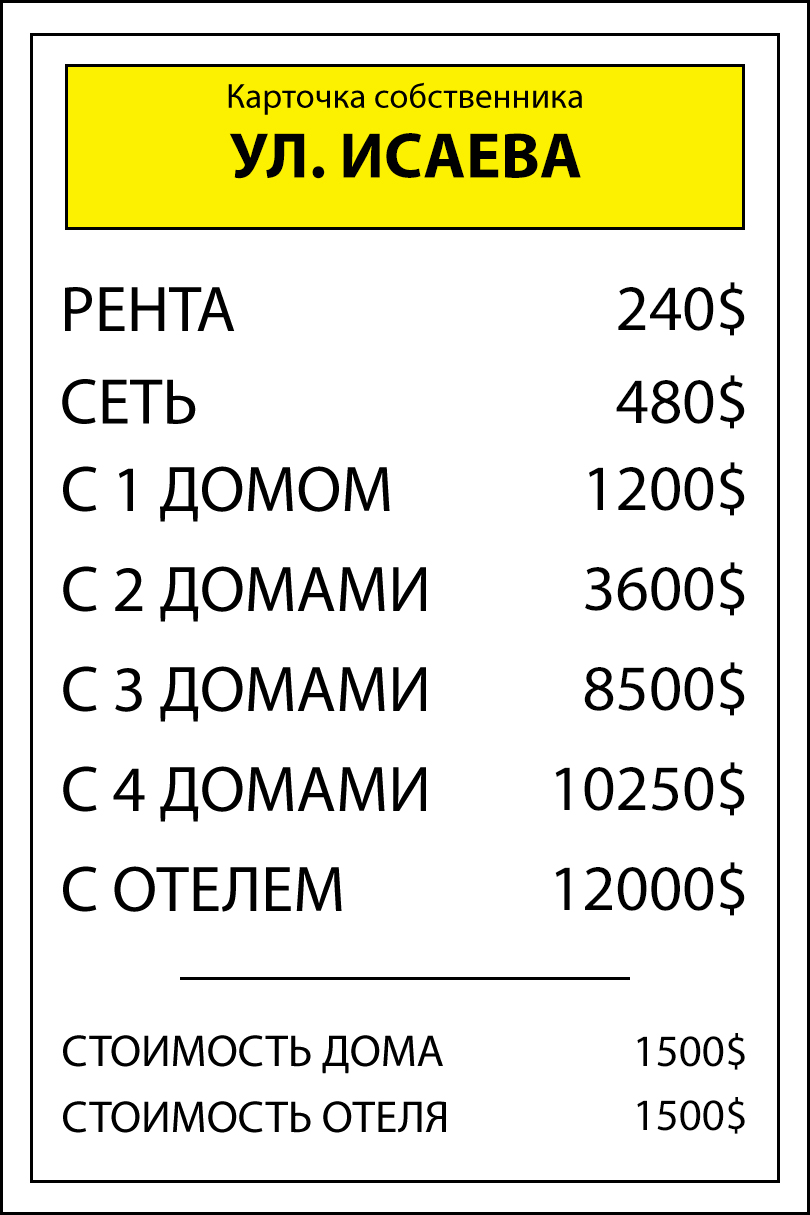 Карточка собственника
УЛ. ИСАЕВА
РЕНТА 240$
СЕТЬ 480$
С 1 ДОМОМ 1200$
С 2 ДОМАМИ 3600$
С 3 ДОМАМИ 8500$
С 4 ДОМАМИ 10250$
С ОТЕЛЕМ 12000$
СТОИМОСТЬ ДОМА 1500$
СТОИМОСТЬ ОТЕЛЯ 1500$